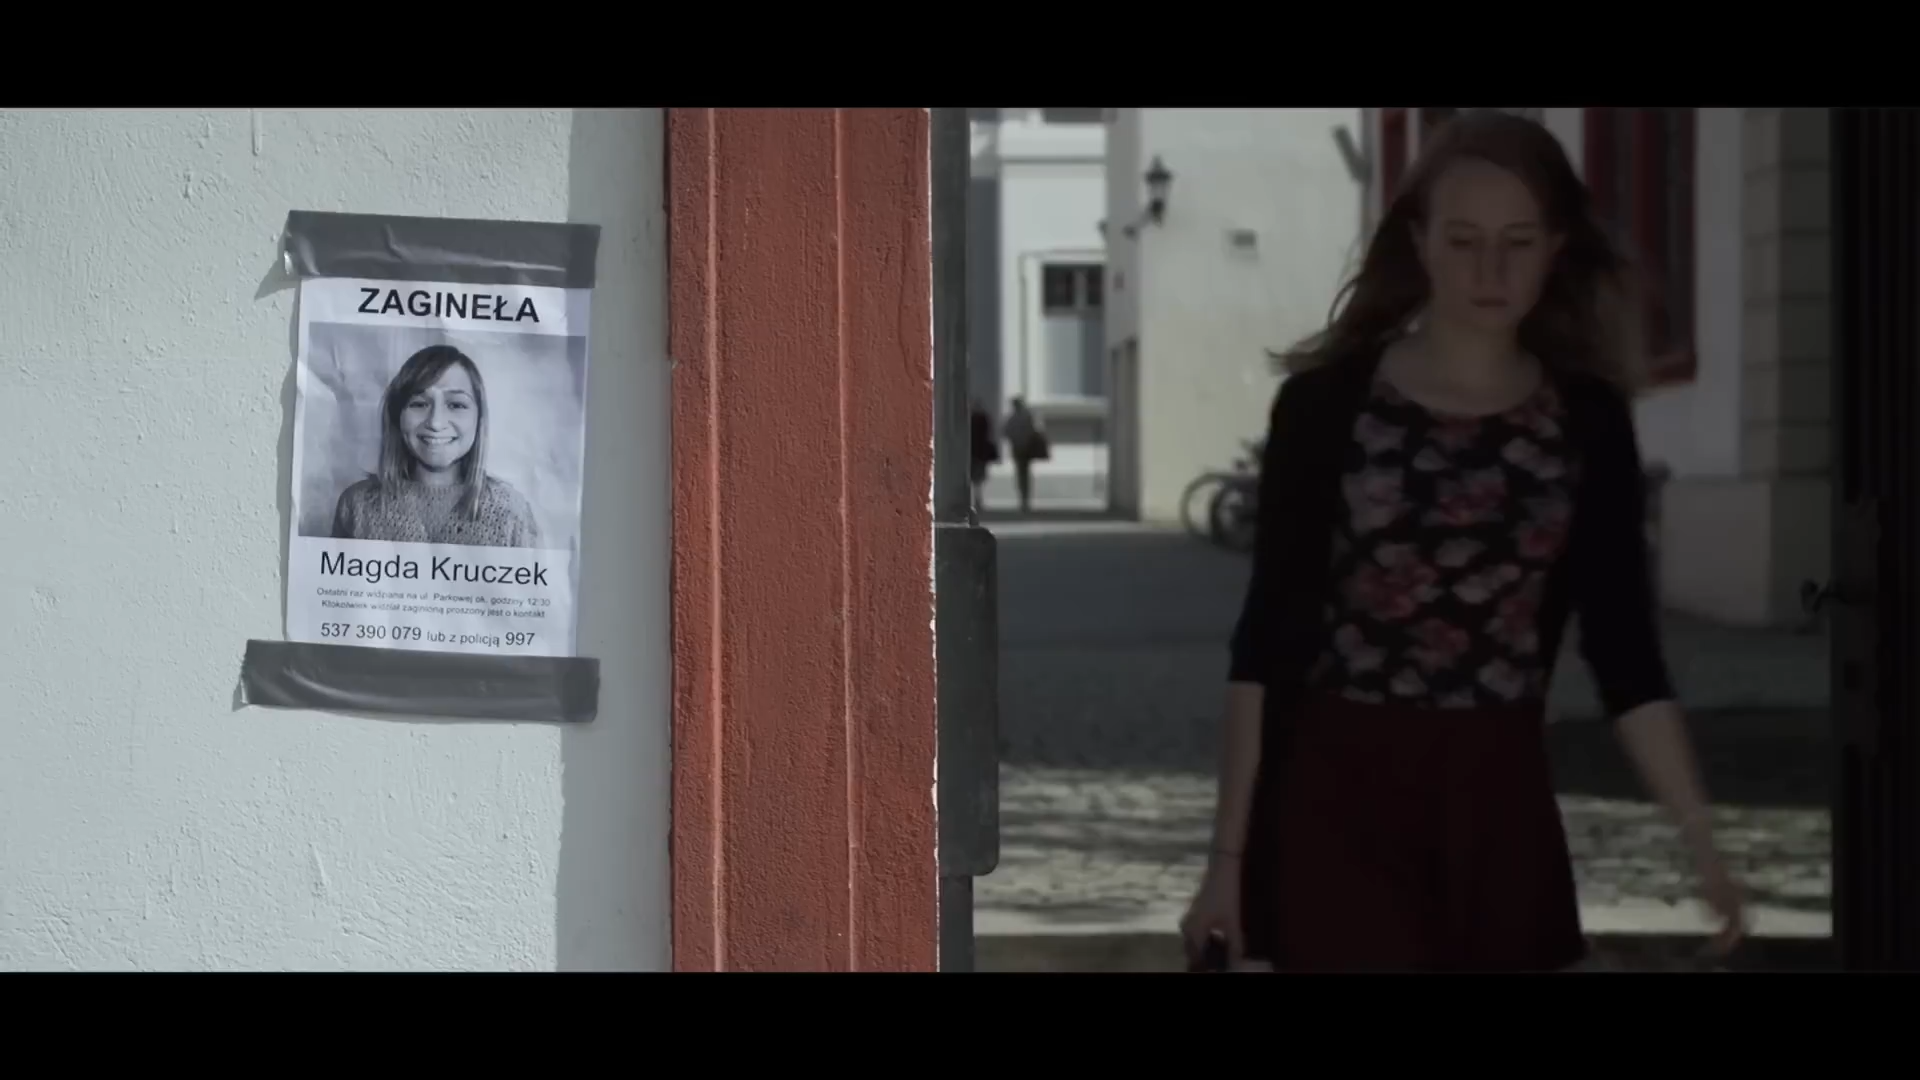 ZAGINEŁA
Magda Kruczek
Ostatni raz widziana na ul. Parkowej ok. godziny 12:30
Ktokolwiek widział zaginioną proszony jest o kontakt
537 390 079 lub z policją 997